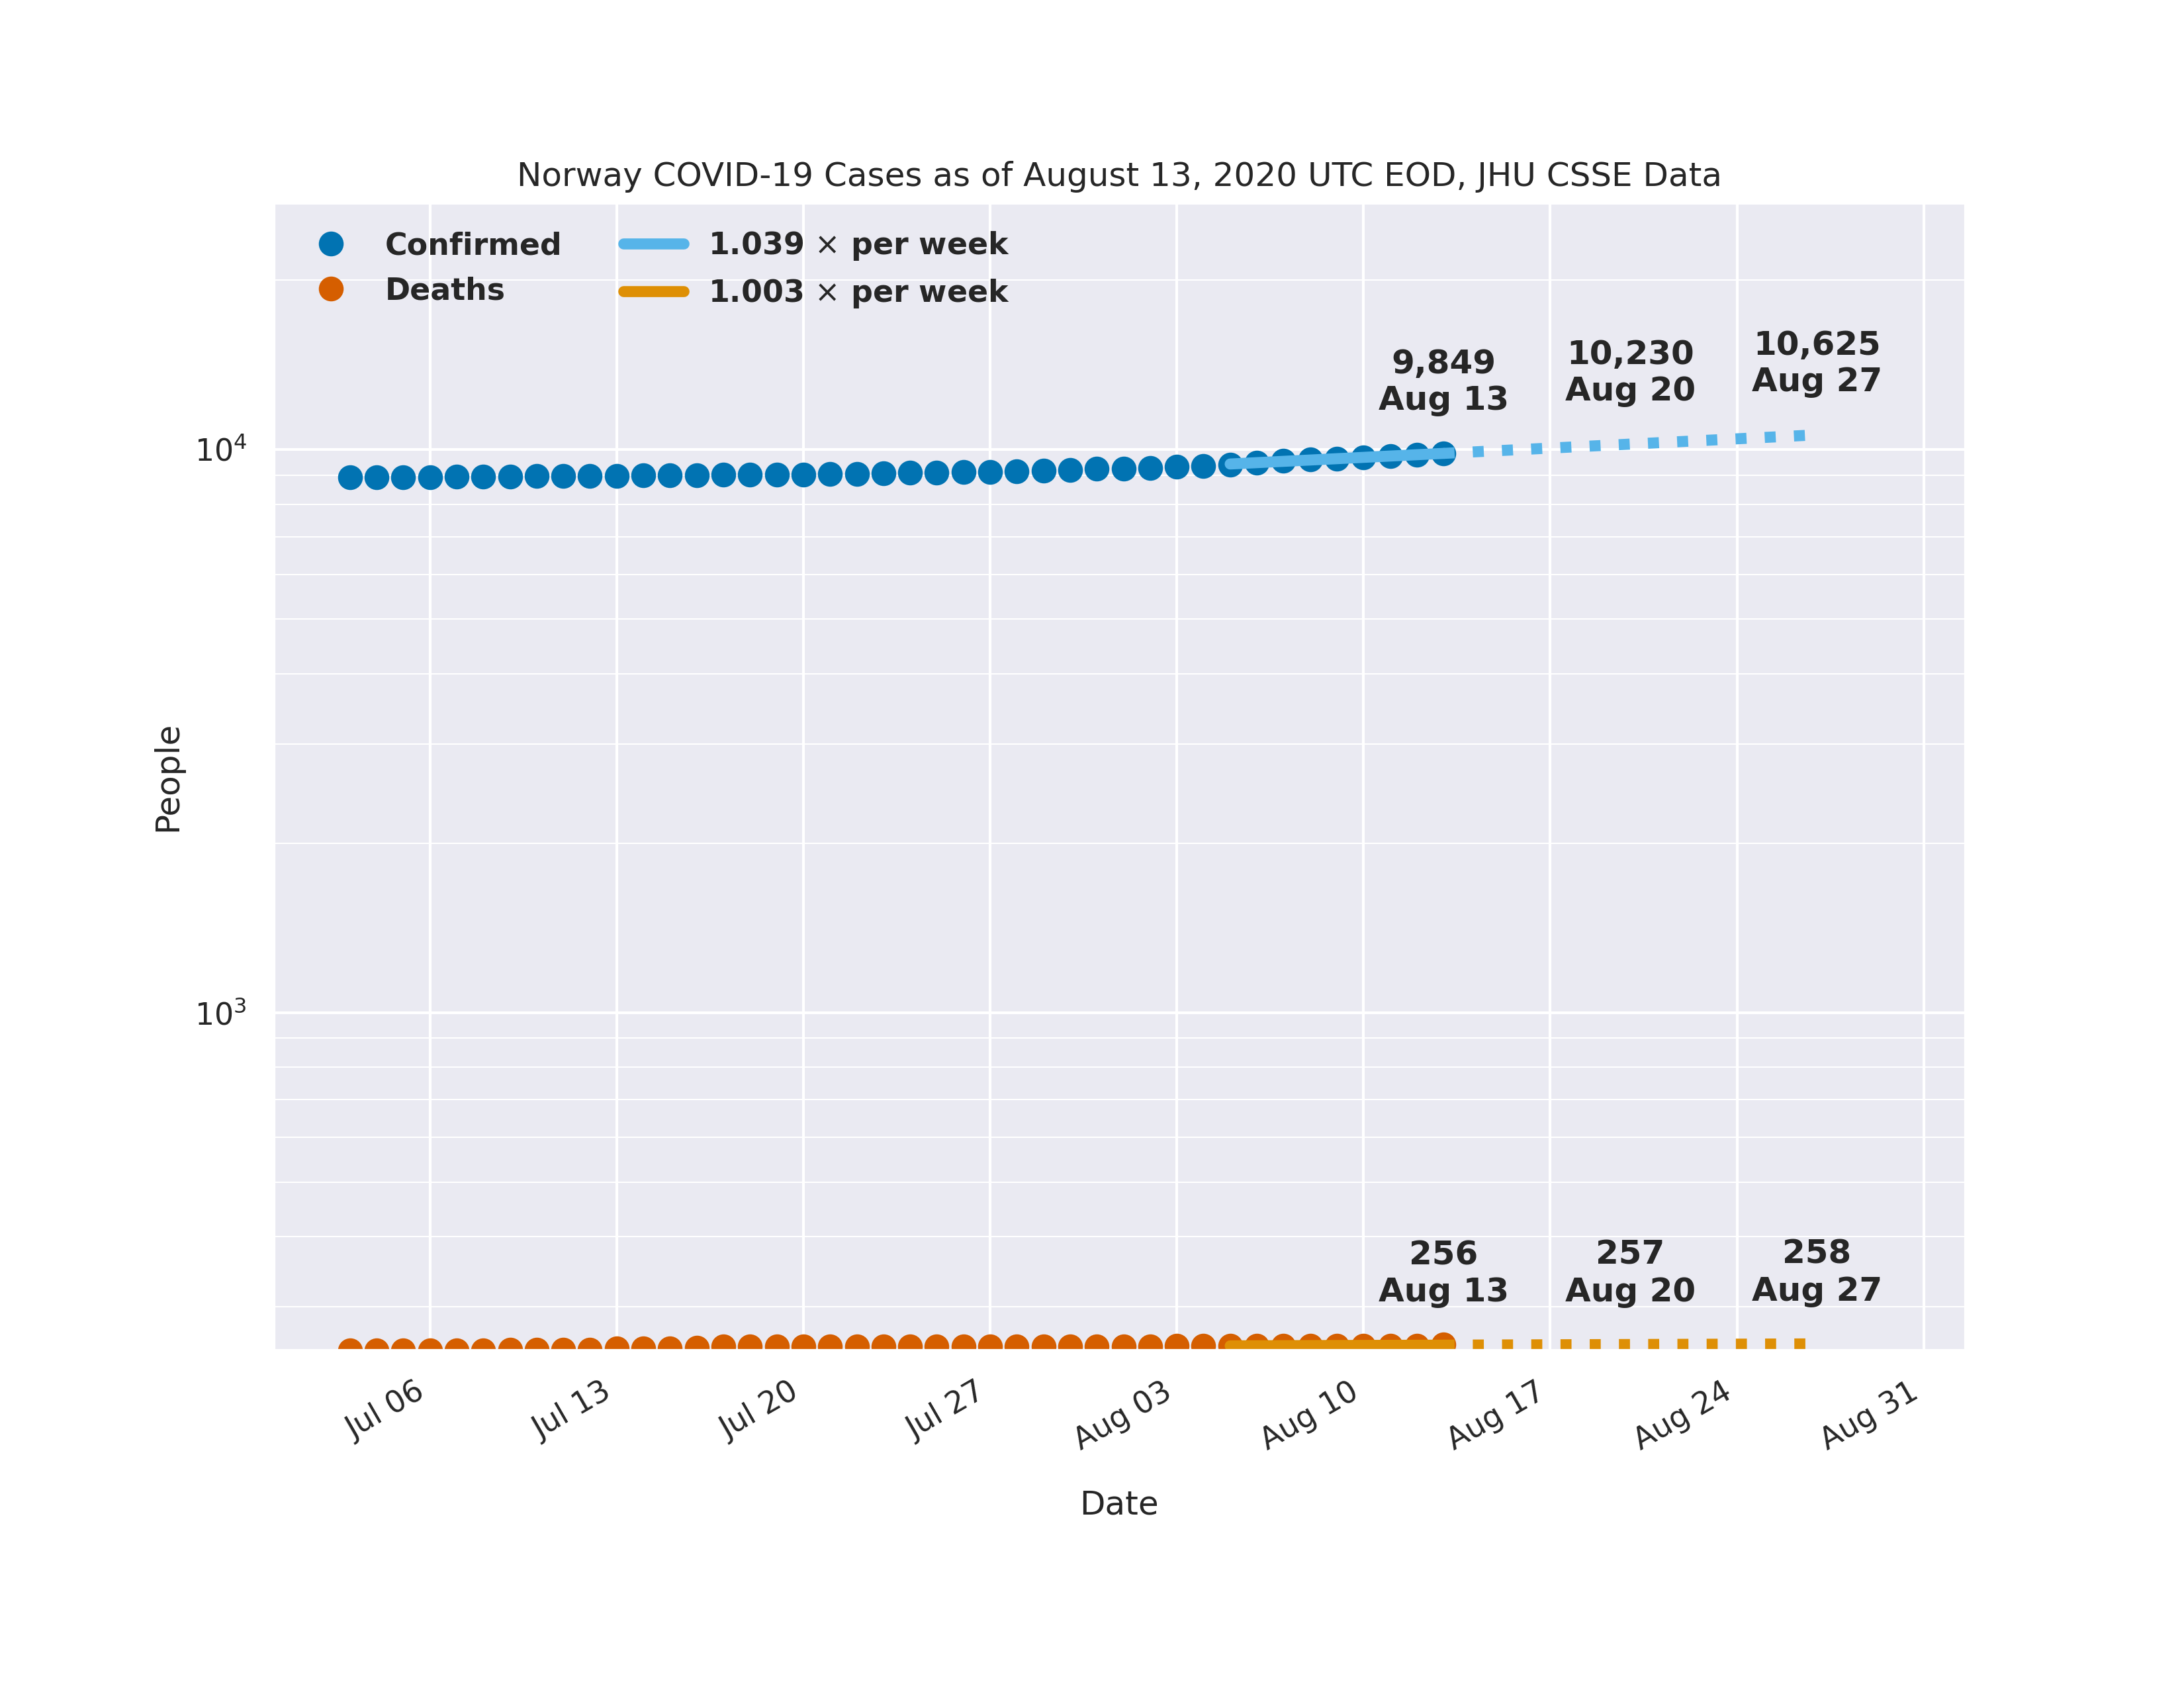 Norway COVID-19 Cases as of August 13, 2020 UTC EOD, JHU CSSE Data
Confirmed
Deaths
1.039 × per week
1.003 × per week
9,849
Aug 13
10,230
Aug 20
10,625
Aug 27
10⁴
People
10³
256
Aug 13
257
Aug 20
258
Aug 27
Jul 06
Jul 13
Jul 20
Jul 27
Aug 03
Aug 10
Aug 17
Aug 24
Aug 31
Date